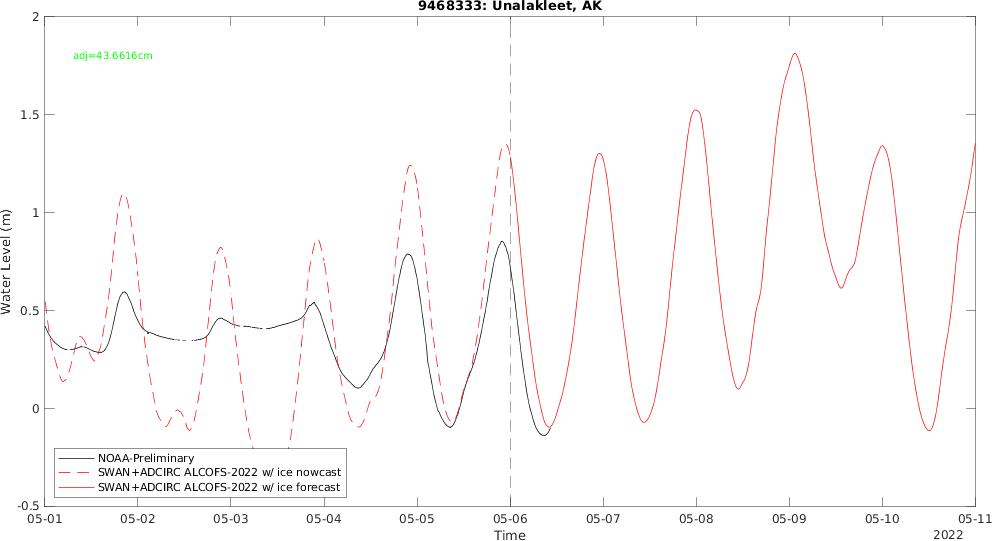 9468333: Unalakleet, AK
adj=43.6616cm
2
1.5
1
0.5
0
-0.5
Water Level (m)
NOAA-Preliminary
SWAN+ADCIRC ALCOFS-2022 w/ ice nowcast
SWAN+ADCIRC ALCOFS-2022 w/ ice forecast
05-01 05-02 05-03 05-04 05-05 05-06 05-07 05-08 05-09 05-10 05-11
Time
2022